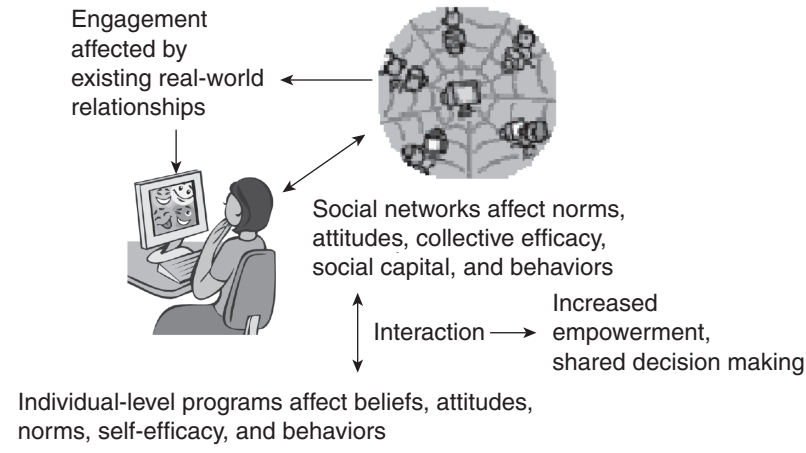 Engagement
affected by
existing real-world
relationships
Social networks affect norms,
attitudes, collective efficacy,
social capital, and behaviors
Interaction
Increased
empowerment,
shared decision making
Individual-level programs affect beliefs, attitudes,
norms, self-efficacy, and behaviors